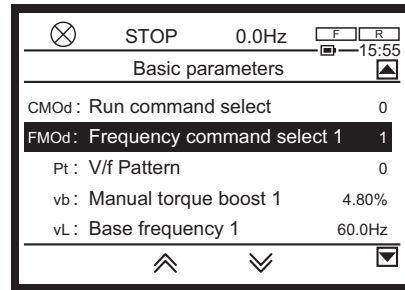 STOP 0.0Hz F R
15:55
Basic parameters
CMOd : Run command select 0
FMOd : Frequency command select 1 1
Pt : V/f Pattern 0
vb : Manual torque boost 1 4.80%
vL : Base frequency 1 60.0Hz